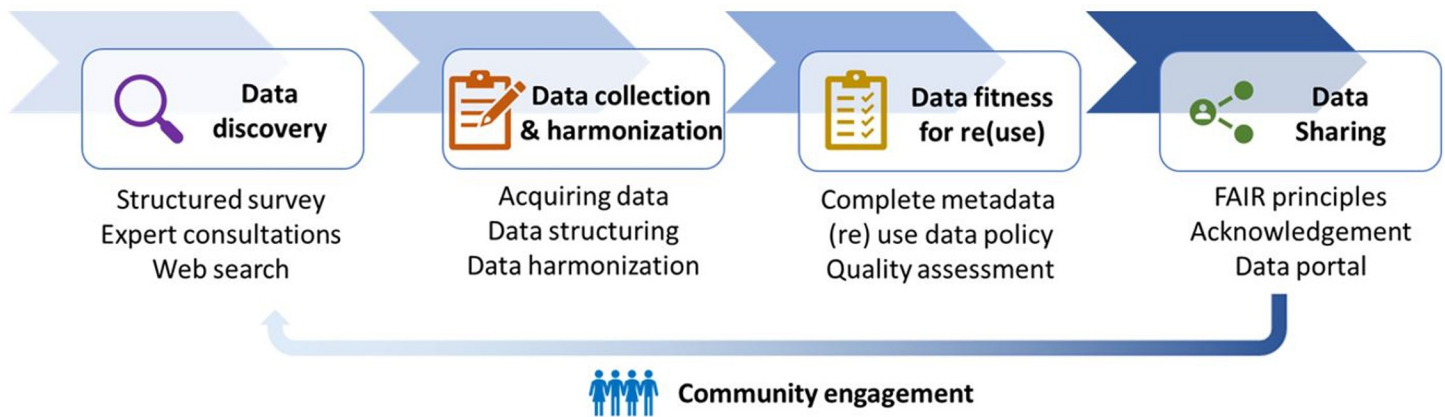 Data
discovery
Structured survey
Expert consultations
Web search
Data collection
& harmonization
Acquiring data
Data structuring
Data harmonization
Data fitness
for re(use)
Complete metadata
(re) use data policy
Quality assessment
Data
Sharing
FAIR principles
Acknowledgement
Data portal
Community engagement